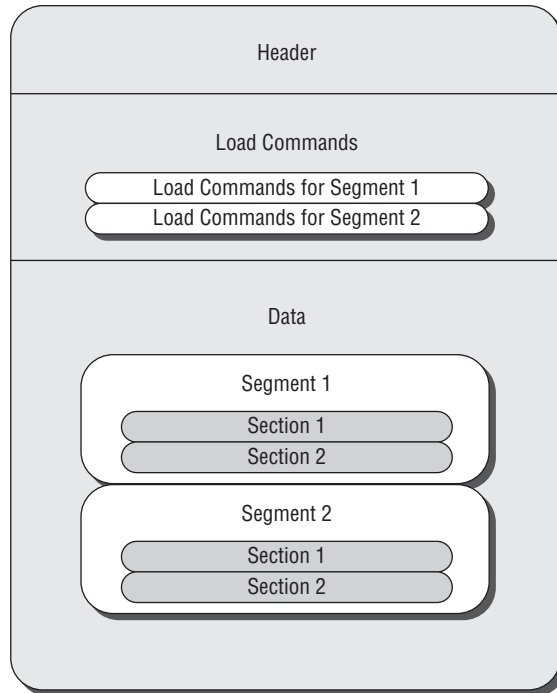 Header
Load Commands
Load Commands for Segment 1
Load Commands for Segment 2
Data
Segment 1
Section 1
Section 2
Segment 2
Section 1
Section 2